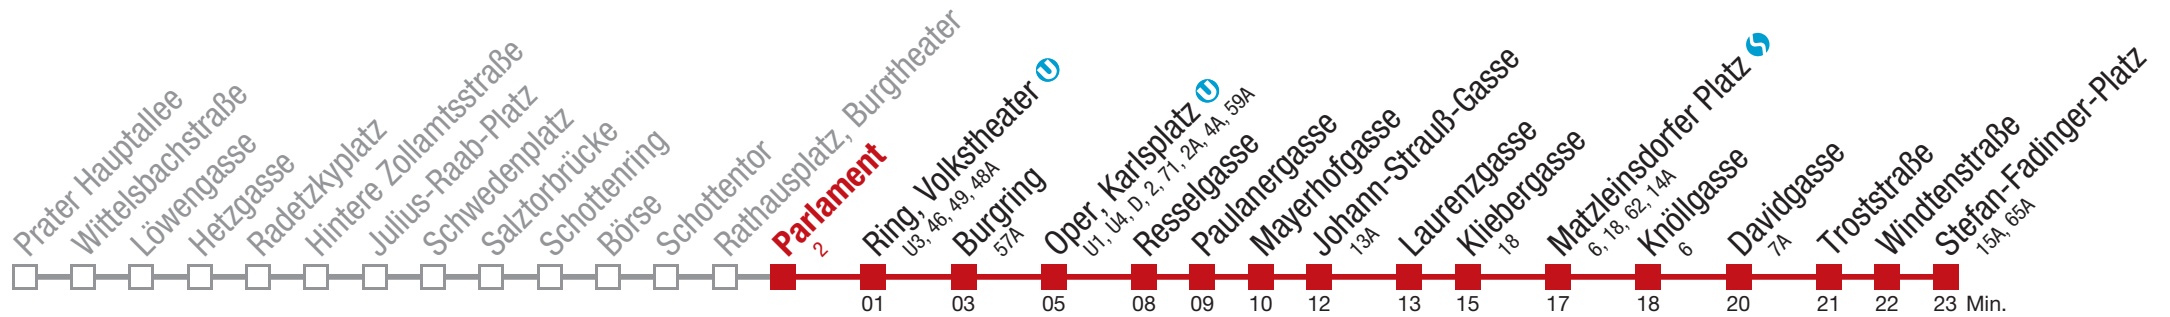 Prater Hauptallee
Wittelsbachstraße
Löwengasse
Hetzgasse
Radetzkyplatz
Hintere Zollamtsstraße
Julius-Raab-Platz
Schwedenplatz
Salztorbrücke
Schottenring
Börse
Schottentor
Rathausplatz, Burgtheater
Parlament
2
Ring, Volkstheater U
U3, 46, 49, 48A
Burgring
57A
Oper, Karlsplatz U
U1, U4, D, 2, 71, 2A, 4A, 59A
Resselgasse
Paulanergasse
Mayerhofgasse
Johann-Strauß-Gasse
13A
Laurenzgasse
Kliebergasse
18
Matzleinsdorfer Platz S
6, 18, 62, 14A
Knöllgasse
6
Davidgasse
7A
Troststraße
Windtenstraße
Stefan-Fadinger-Platz
15A, 65A
01 03 05 08 09 10 12 13 15 17 18 20 21 22 23 Min.